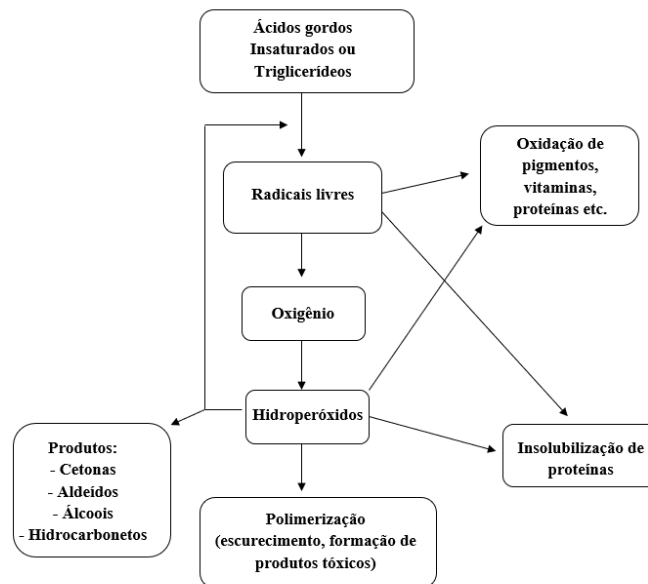 Ácidos gordos
Insaturados ou
Triglicerídeos
Oxidação de
pigmentos,
vitaminas,
proteínas etc.
Radicais livres
Oxigênio
Hidroperóxidos
Produtos:
- Cetonas
- Aldeídos
- Álcoois
- Hidrocarbonetos
Insolubilização de
proteínas
Polimerização
(escurecimento, formação de
produtos tóxicos)